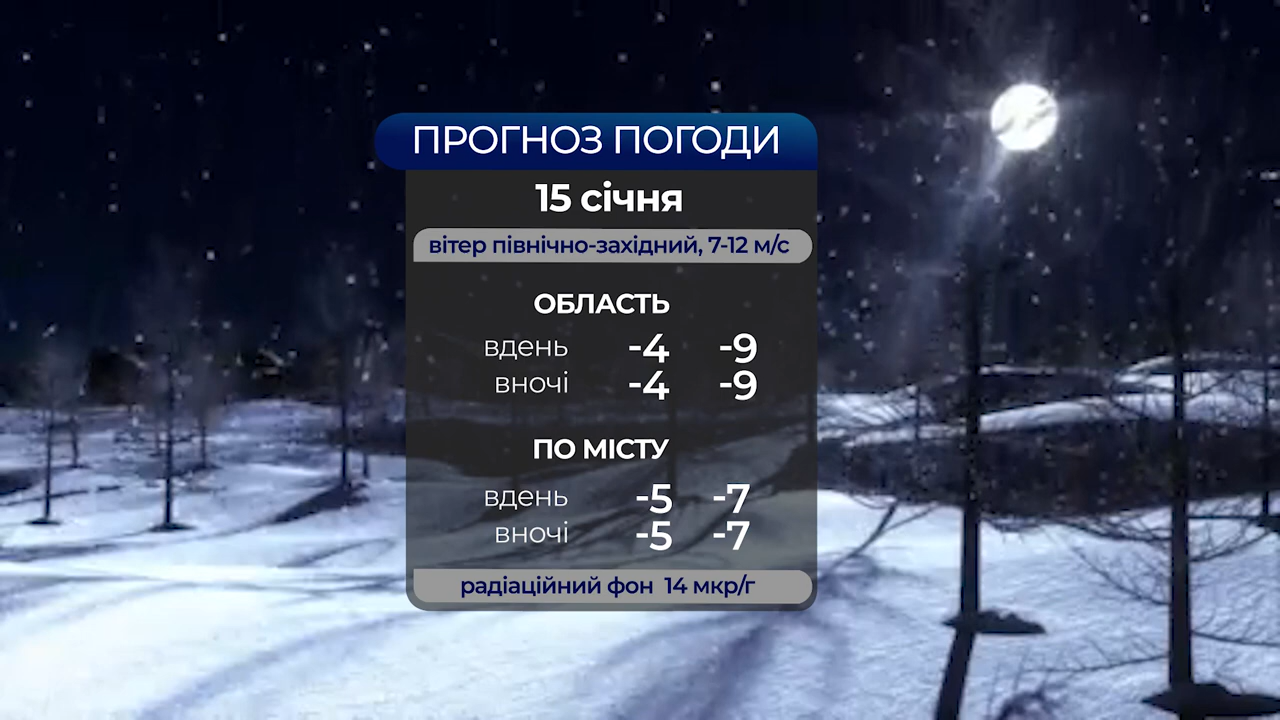 ПРОГНОЗ ПОГОДИ
15 січня
вітер північно-західний, 7-12 м/с
ОБЛАСТЬ
вдень -4 -9
вночі -4 -9
ПО МІСТУ
вдень -5 -7
вночі -5 -7
радіаційний фон 14 мкр/г